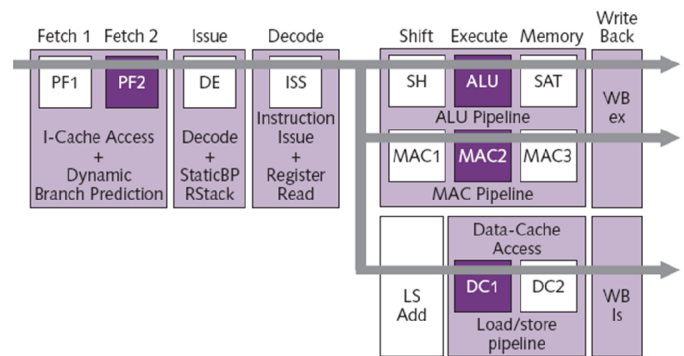 Fetch 1 Fetch 2 Issue Decode Shift Execute Memory Write
Back
PF1 PF2 DE ISS SH ALU SAT
ALU Pipeline
WB
ex
I-Cache Access
+
Dynamic
Branch Prediction
Decode
+
StaticBP
RStack
Instruction
Issue
+
Register
Read
MAC1 MAC2 MAC3
MAC Pipeline
LS
Add
Data-Cache
Access
DC1 DC2
Load/store
pipeline
WB
ls